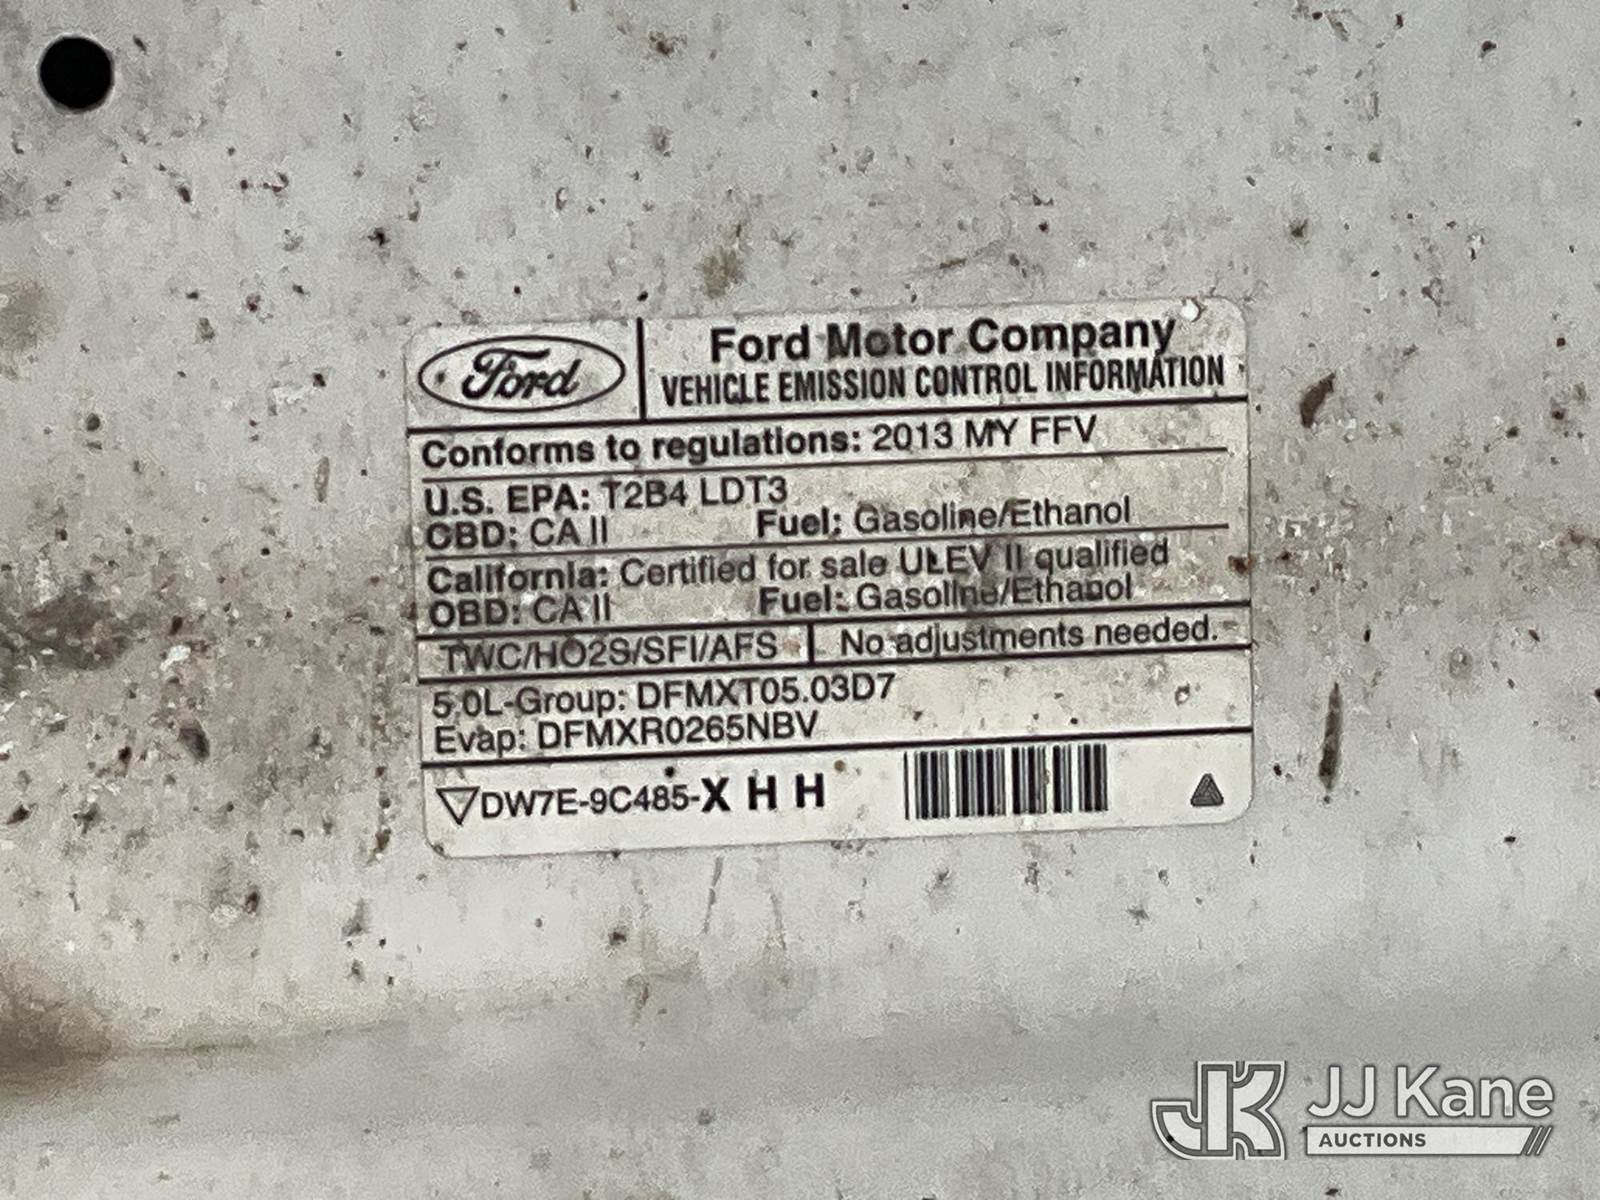 Ford
Ford Motor Company
VEHICLE EMISSION CONTROL INFORMATION
Conforms to regulations: 2013 MY FFV
U.S. EPA: T2B4 LDT3
OBD: CA II Fuel: Gasoline/Ethanol
California: Certified for sale ULEV II qualified
OBD: CA II Fuel: Gasoline/Ethanol
TWC/HO2S/SFI/AFS No adjustments needed.
5.0L-Group: DFMXT05.03D7
Evap: DFMXR0265NBV
DW7E-9C485-X H H
JK JJ Kane
AUCTIONS